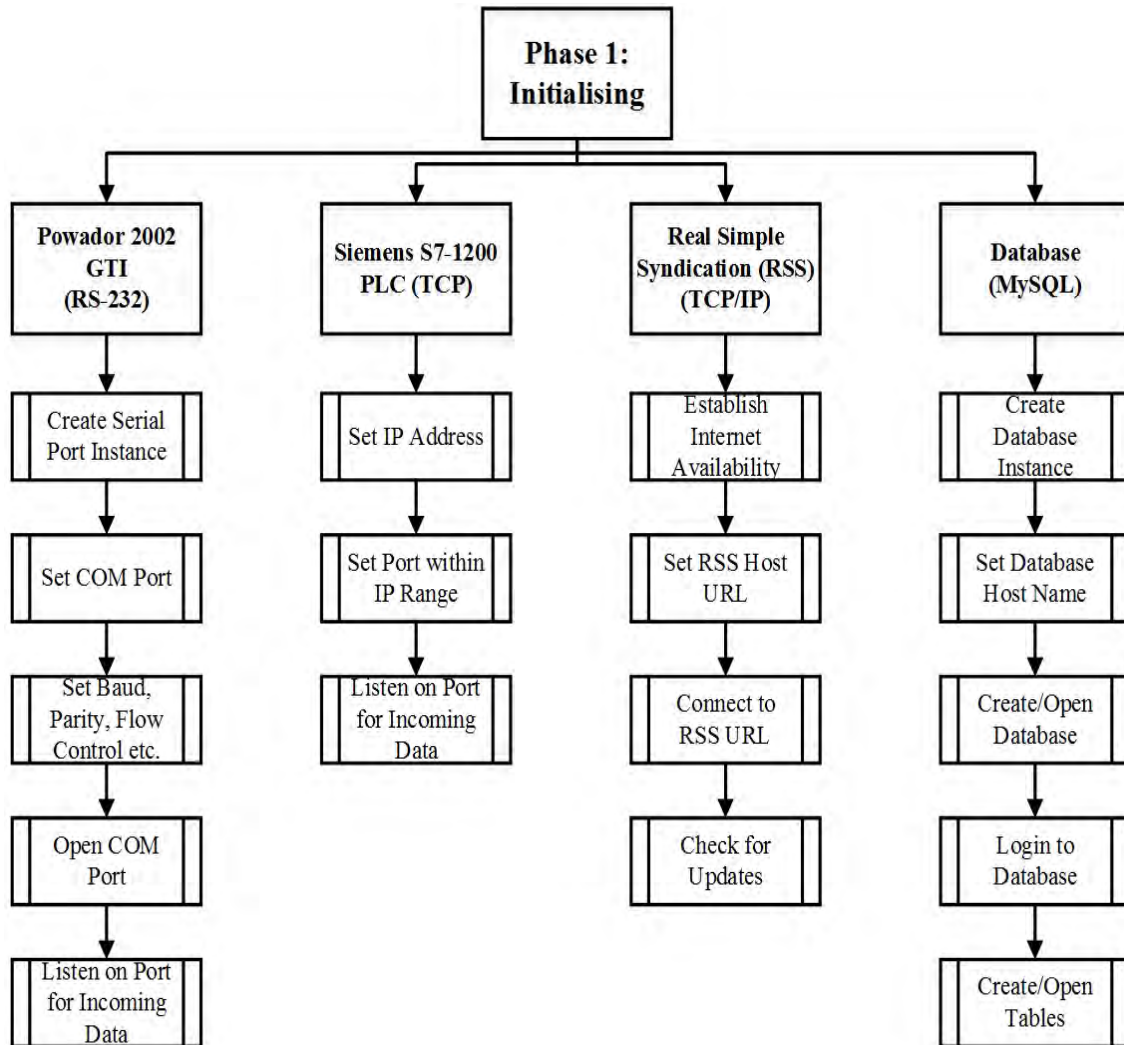 Phase 1:
Initialising
Powador 2002
GTI
(RS-232)
Siemens S7-1200
PLC (TCP)
Real Simple
Syndication (RSS)
(TCP/IP)
Database
(MySQL)
Create Serial
Port Instance
Set IP Address
Establish
Internet
Availability
Create
Database
Instance
Set COM Port
Set Port within
IP Range
Set RSS Host
URL
Set Database
Host Name
Set Baud,
Parity, Flow
Control etc.
Listen on Port
for Incoming
Data
Connect to
RSS URL
Create/Open
Database
Open COM
Port
Check for
Updates
Login to
Database
Listen on Port
for Incoming
Data
Create/Open
Tables